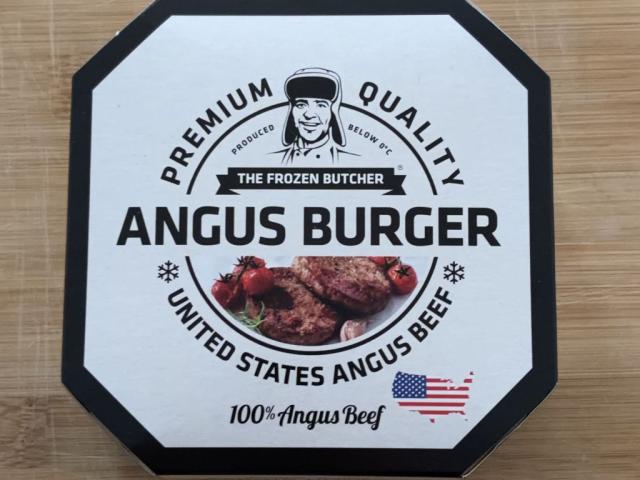 PREMIUM QUALITY
PRODUCED BELOW 0°C
THE FROZEN BUTCHER ®
ANGUS BURGER
UNITED STATES ANGUS BEEF
100% Angus Beef